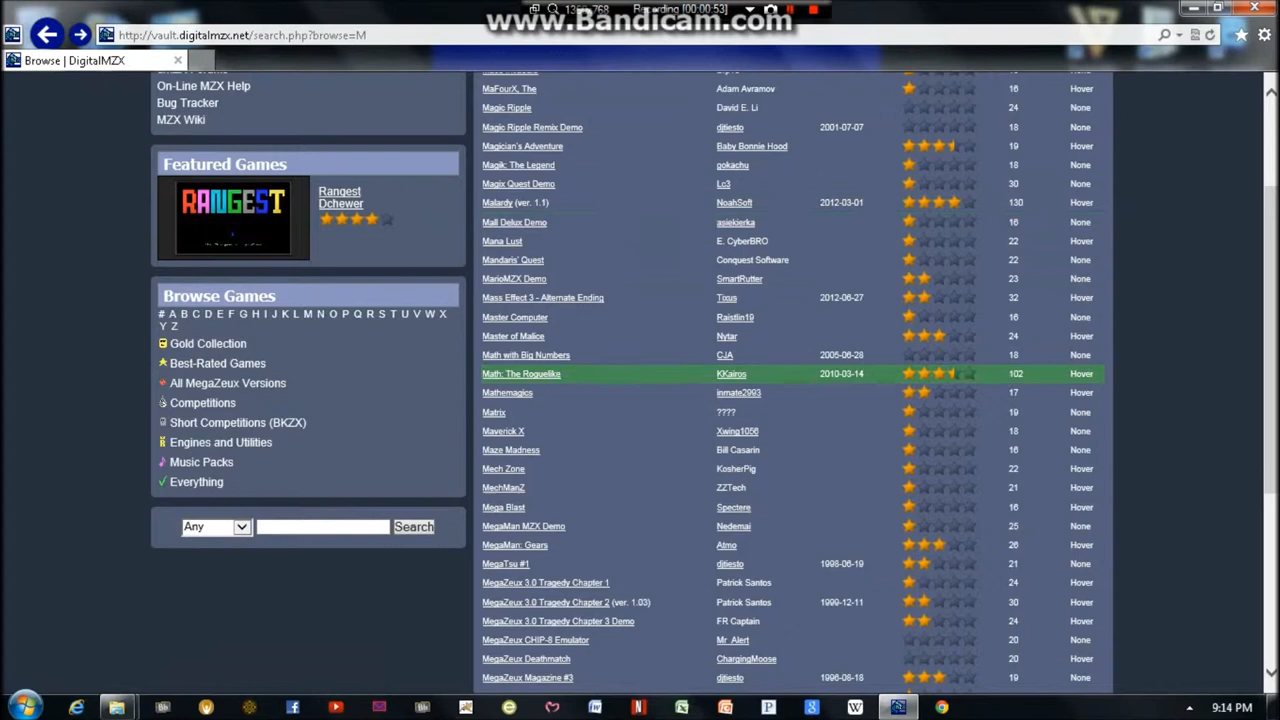 1360x768 Recording [00:00:53]
www.Bandicam.com
http://vault.digitalmzx.net/search.php?browse=M
Browse | DigitalMZX
On-Line MZX Help
Bug Tracker
MZX Wiki
Featured Games
RANGEST
Rangest
Dchewer
Browse Games
# A B C D E F G H I J K L M N O P Q R S T U V W X
Y Z
Gold Collection
Best-Rated Games
All MegaZeux Versions
Competitions
Short Competitions (BKZX)
Engines and Utilities
Music Packs
Everything
Any Search
MaFourX, The Adam Avramov 16 Hover
Magic Ripple David E. Li 24 None
Magic Ripple Remix Demo djtiesto 2001-07-07 18 None
Magician's Adventure Baby Bonnie Hood 19 Hover
Magik: The Legend gokachu 18 None
Magix Quest Demo Lc3 30 None
Malardy (ver. 1.1) NoahSoft 2012-03-01 130 Hover
Mall Delux Demo asiekierka 16 None
Mana Lust E. CyberBRO 22 Hover
Mandaris' Quest Conquest Software 22 None
MarioMZX Demo SmartRutter 23 None
Mass Effect 3 - Alternate Ending Tixus 2012-06-27 32 Hover
Master Computer Raistlin19 16 None
Master of Malice Nytar 24 Hover
Math with Big Numbers CJA 2005-06-28 18 None
Math: The Roguelike KKairos 2010-03-14 102 Hover
Mathemagics inmate2993 17 Hover
Matrix ???? 19 None
Maverick X Xwing1056 18 None
Maze Madness Bill Casarin 16 None
Mech Zone KosherPig 22 Hover
MechManZ ZZTech 21 Hover
Mega Blast Spectere 16 Hover
MegaMan MZX Demo Nedemai 25 None
MegaMan: Gears Atmo 26 Hover
MegaTsu #1 djtiesto 1998-06-19 21 None
MegaZeux 3.0 Tragedy Chapter 1 Patrick Santos 24 Hover
MegaZeux 3.0 Tragedy Chapter 2 (ver. 1.03) Patrick Santos 1999-12-11 30 Hover
MegaZeux 3.0 Tragedy Chapter 3 Demo FR Captain 24 Hover
MegaZeux CHIP-8 Emulator Mr_Alert 20 None
MegaZeux Deathmatch ChargingMoose 20 Hover
MegaZeux Magazine #3 djtiesto 1996-08-18 19 None
9:14 PM